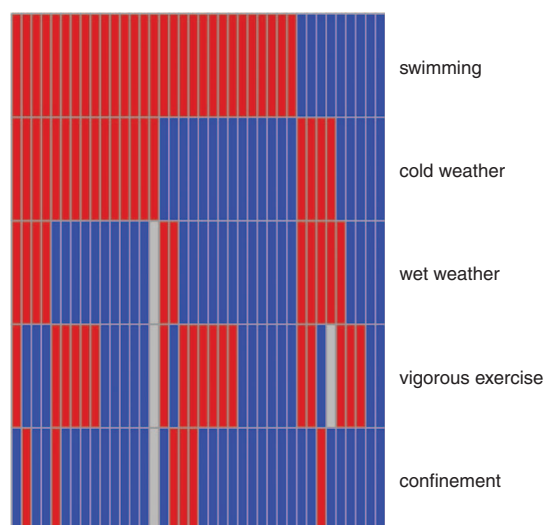 swimming
cold weather
wet weather
vigorous exercise
confinement